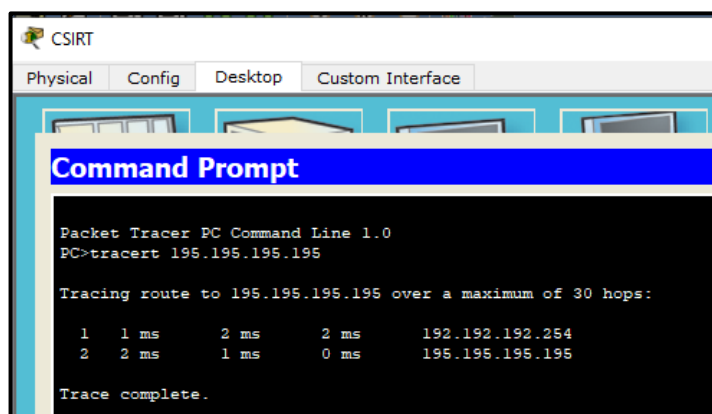 CSIRT
Physical Config Desktop Custom Interface
Command Prompt
Packet Tracer PC Command Line 1.0
PC>tracert 195.195.195.195
Tracing route to 195.195.195.195 over a maximum of 30 hops:
1 1 ms 2 ms 2 ms 192.192.192.254
2 2 ms 1 ms 0 ms 195.195.195.195
Trace complete.